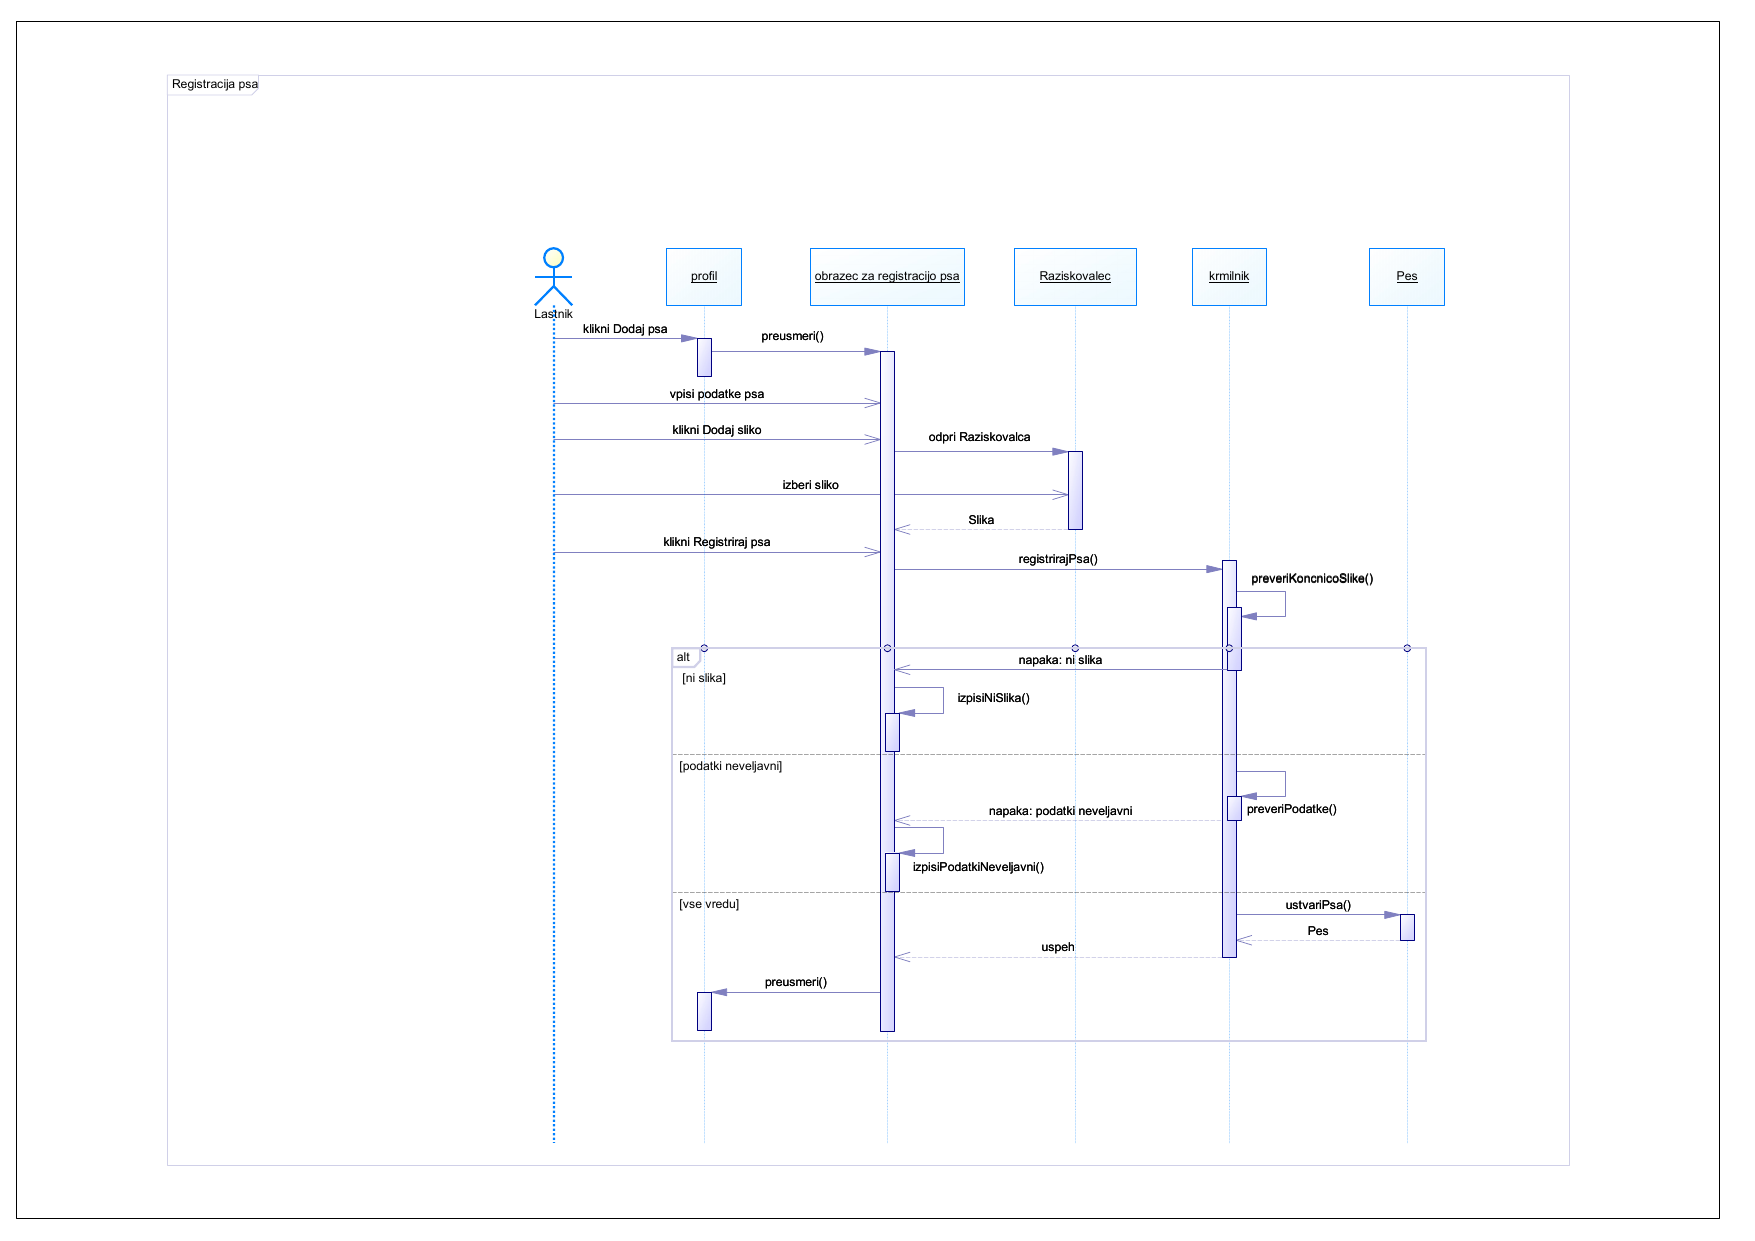 Registracija psa
Lastnik
profil
obrazec za registracijo psa
Raziskovalec
krmilnik
Pes
klikni Dodaj psa
preusmeri()
vpisi podatke psa
klikni Dodaj sliko
odpri Raziskovalca
izberi sliko
Slika
klikni Registriraj psa
registrirajPsa()
preveriKoncnicoSlike()
alt
napaka: ni slika
[ni slika]
izpisiNiSlika()
[podatki neveljavni]
preveriPodatke()
napaka: podatki neveljavni
izpisiPodatkiNeveljavni()
[vse vredu]
ustvariPsa()
Pes
uspeh
preusmeri()